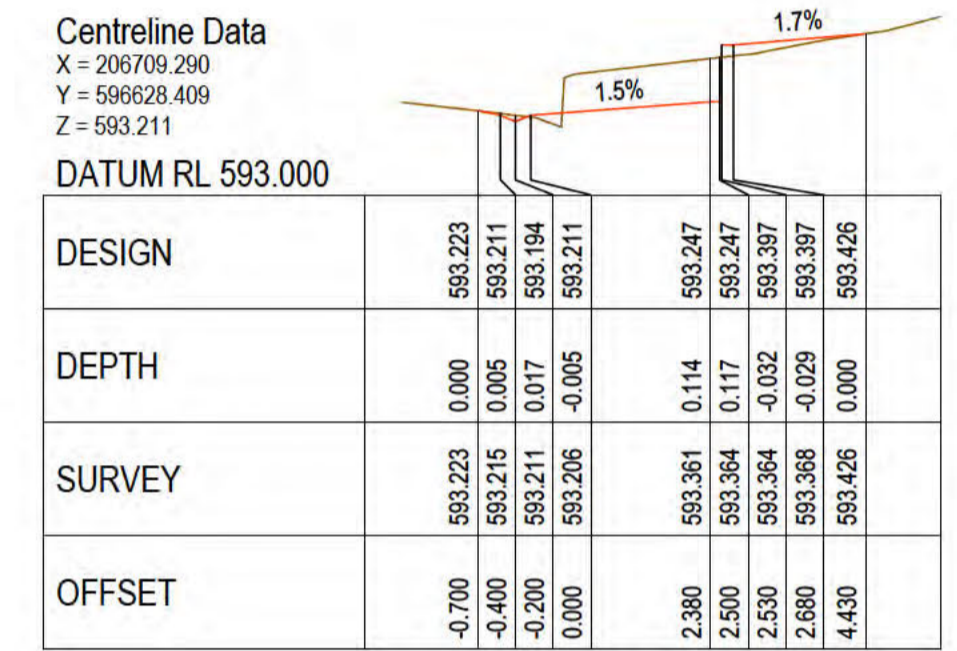 Centreline Data
X = 206709.290
Y = 596628.409
Z = 593.211
1.7%
1.5%
DATUM RL 593.000
DESIGN 593.223 593.211 593.194 593.211 593.247 593.247 593.397 593.397 593.426
DEPTH 0.000 0.005 0.017 -0.005 0.114 0.117 -0.032 -0.029 0.000
SURVEY 593.223 593.215 593.211 593.206 593.361 593.364 593.364 593.368 593.426
OFFSET -0.700 -0.400 -0.200 0.000 2.380 2.500 2.530 2.680 4.430